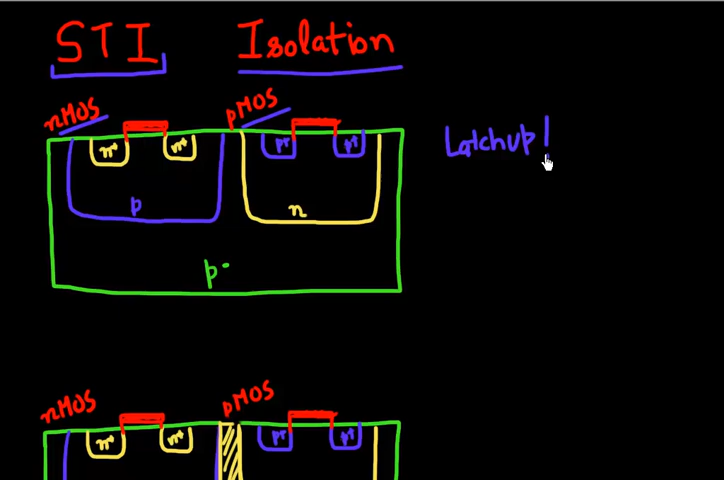 STI Isolation
nMOS pMOS
n+ n+ p+ p+
Latchup!
p n
p-
nMOS pMOS
n+ n+ p+ p+